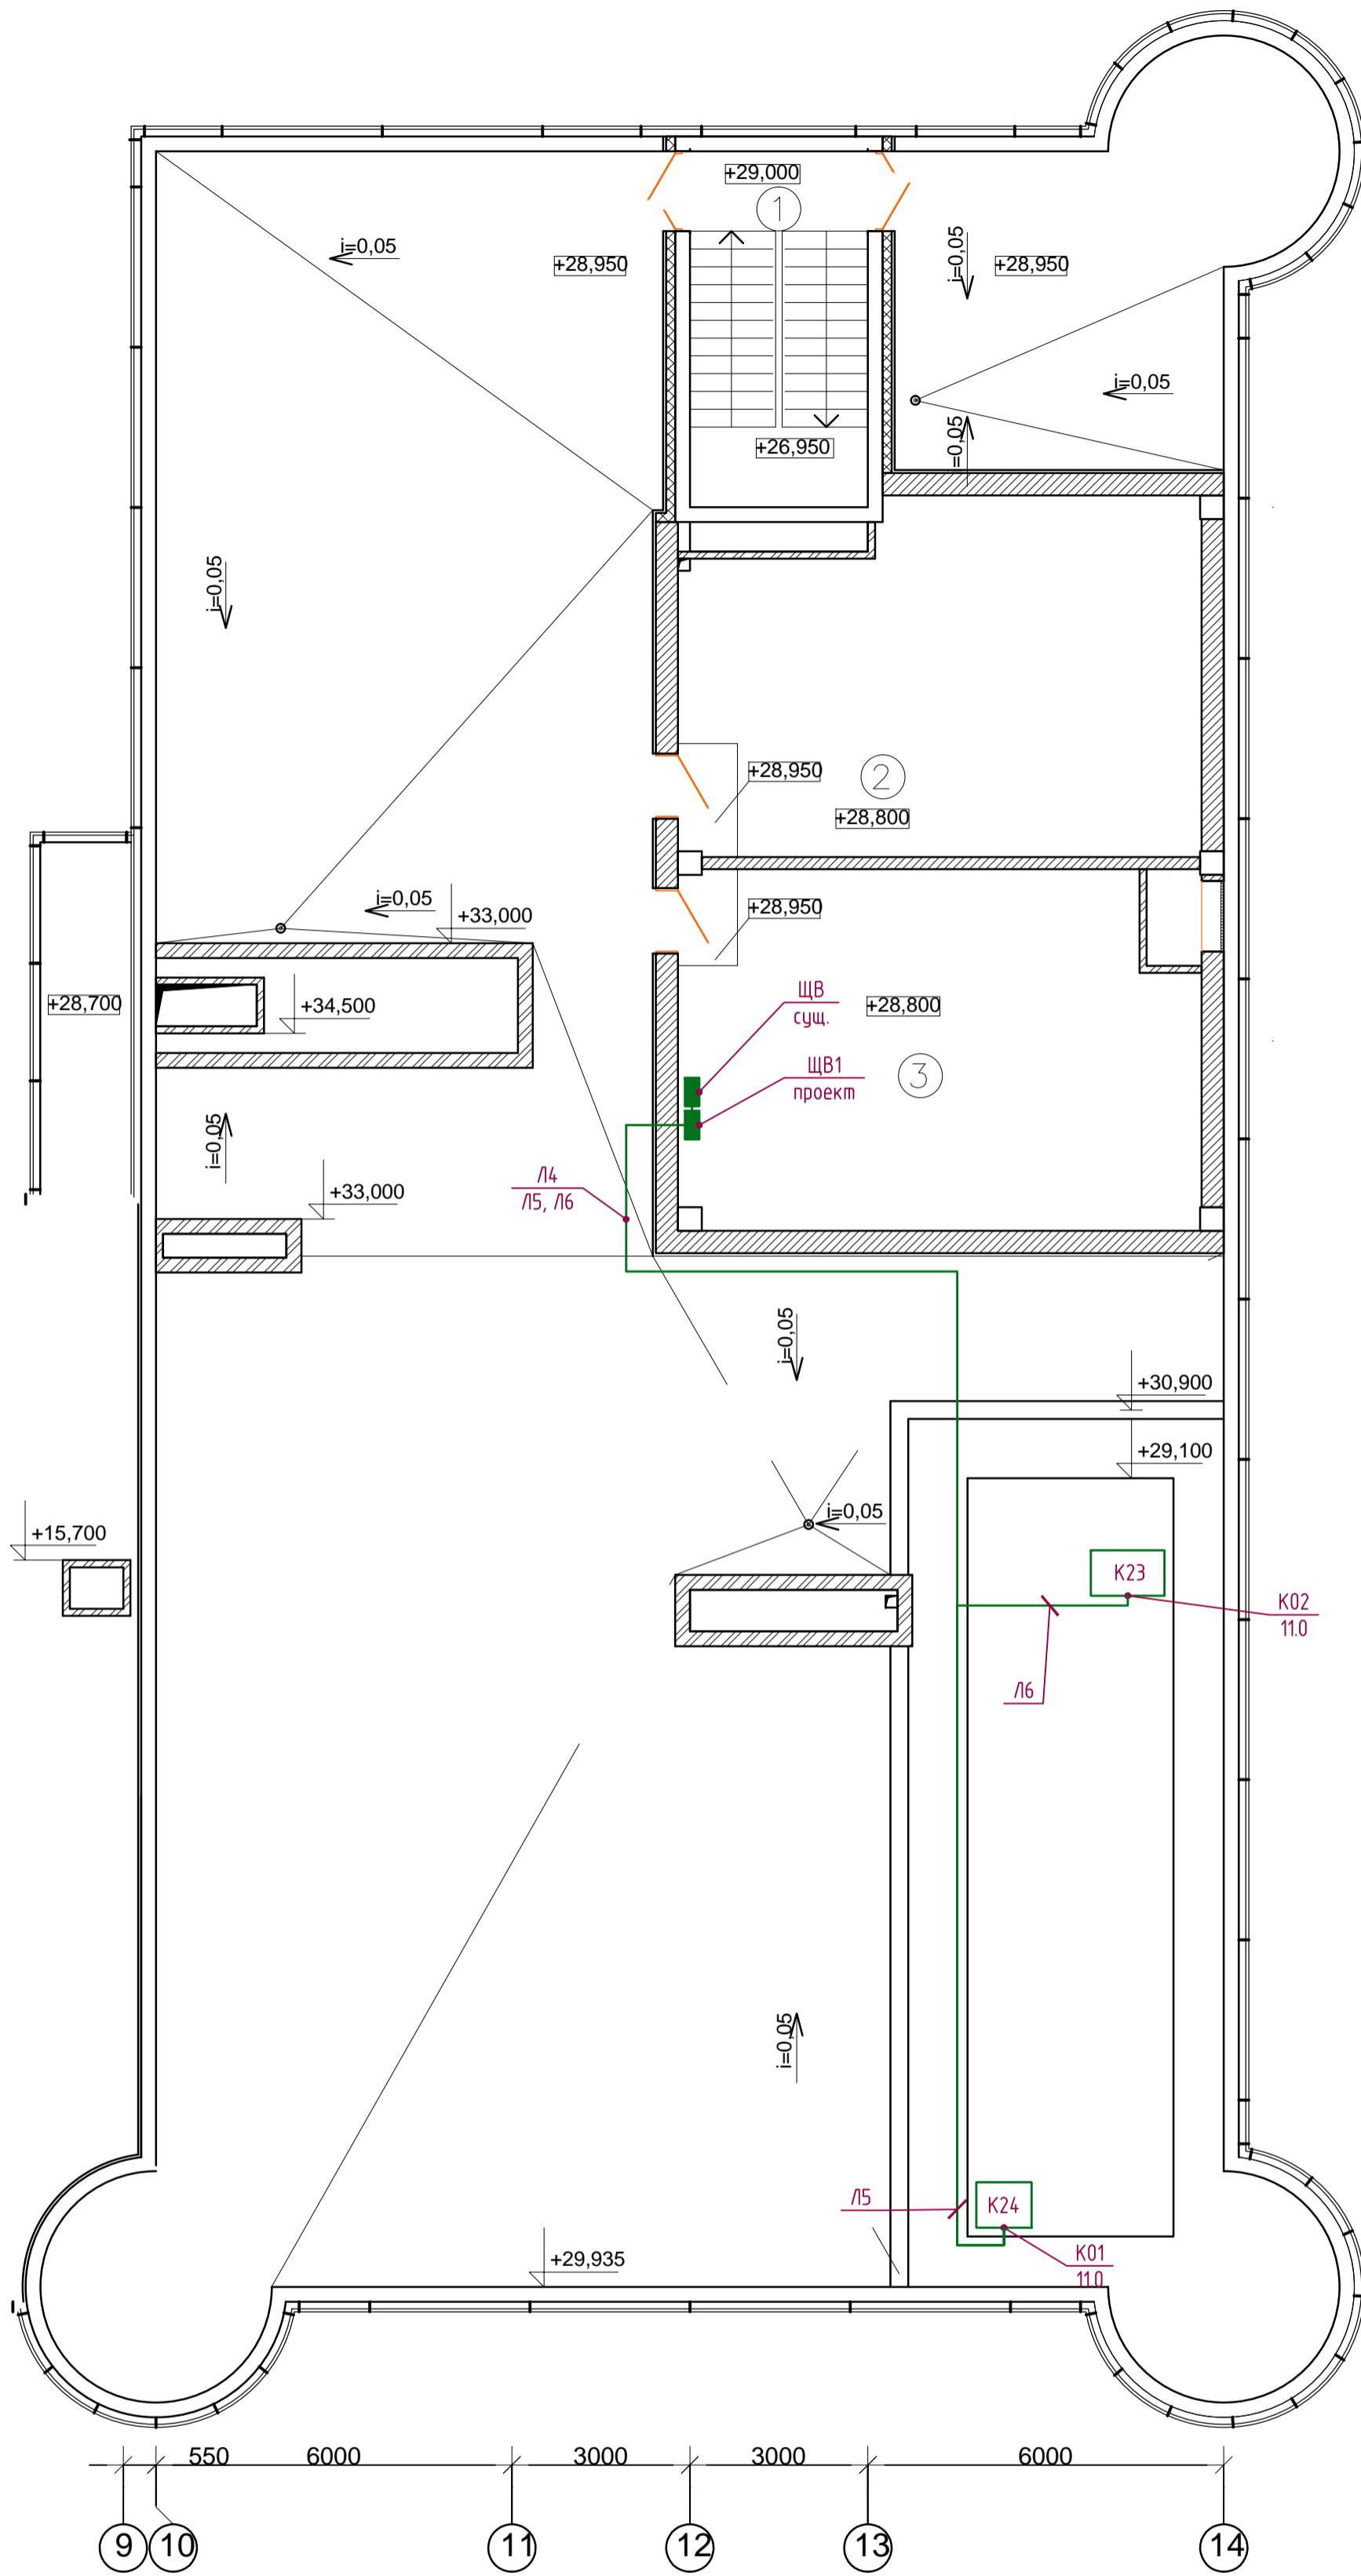 +29,000
1
i=0,05
+28,950
i=0,05
+28,950
i=0,05
+26,950
=0,05
i=0,05
+28,950
2
+28,800
i=0,05
+33,000
+28,950
+28,700
+34,500
ЩВ
сущ.
+28,800
ЩВ1
проект
3
i=0,05
Л4
Л5, Л6
+33,000
i=0,05
+30,900
+29,100
i=0,05
+15,700
К23
К02
11.0
Л6
i=0,05
Л5
К24
К01
11.0
+29,935
550
6000
3000
3000
6000
9
10
11
12
13
14